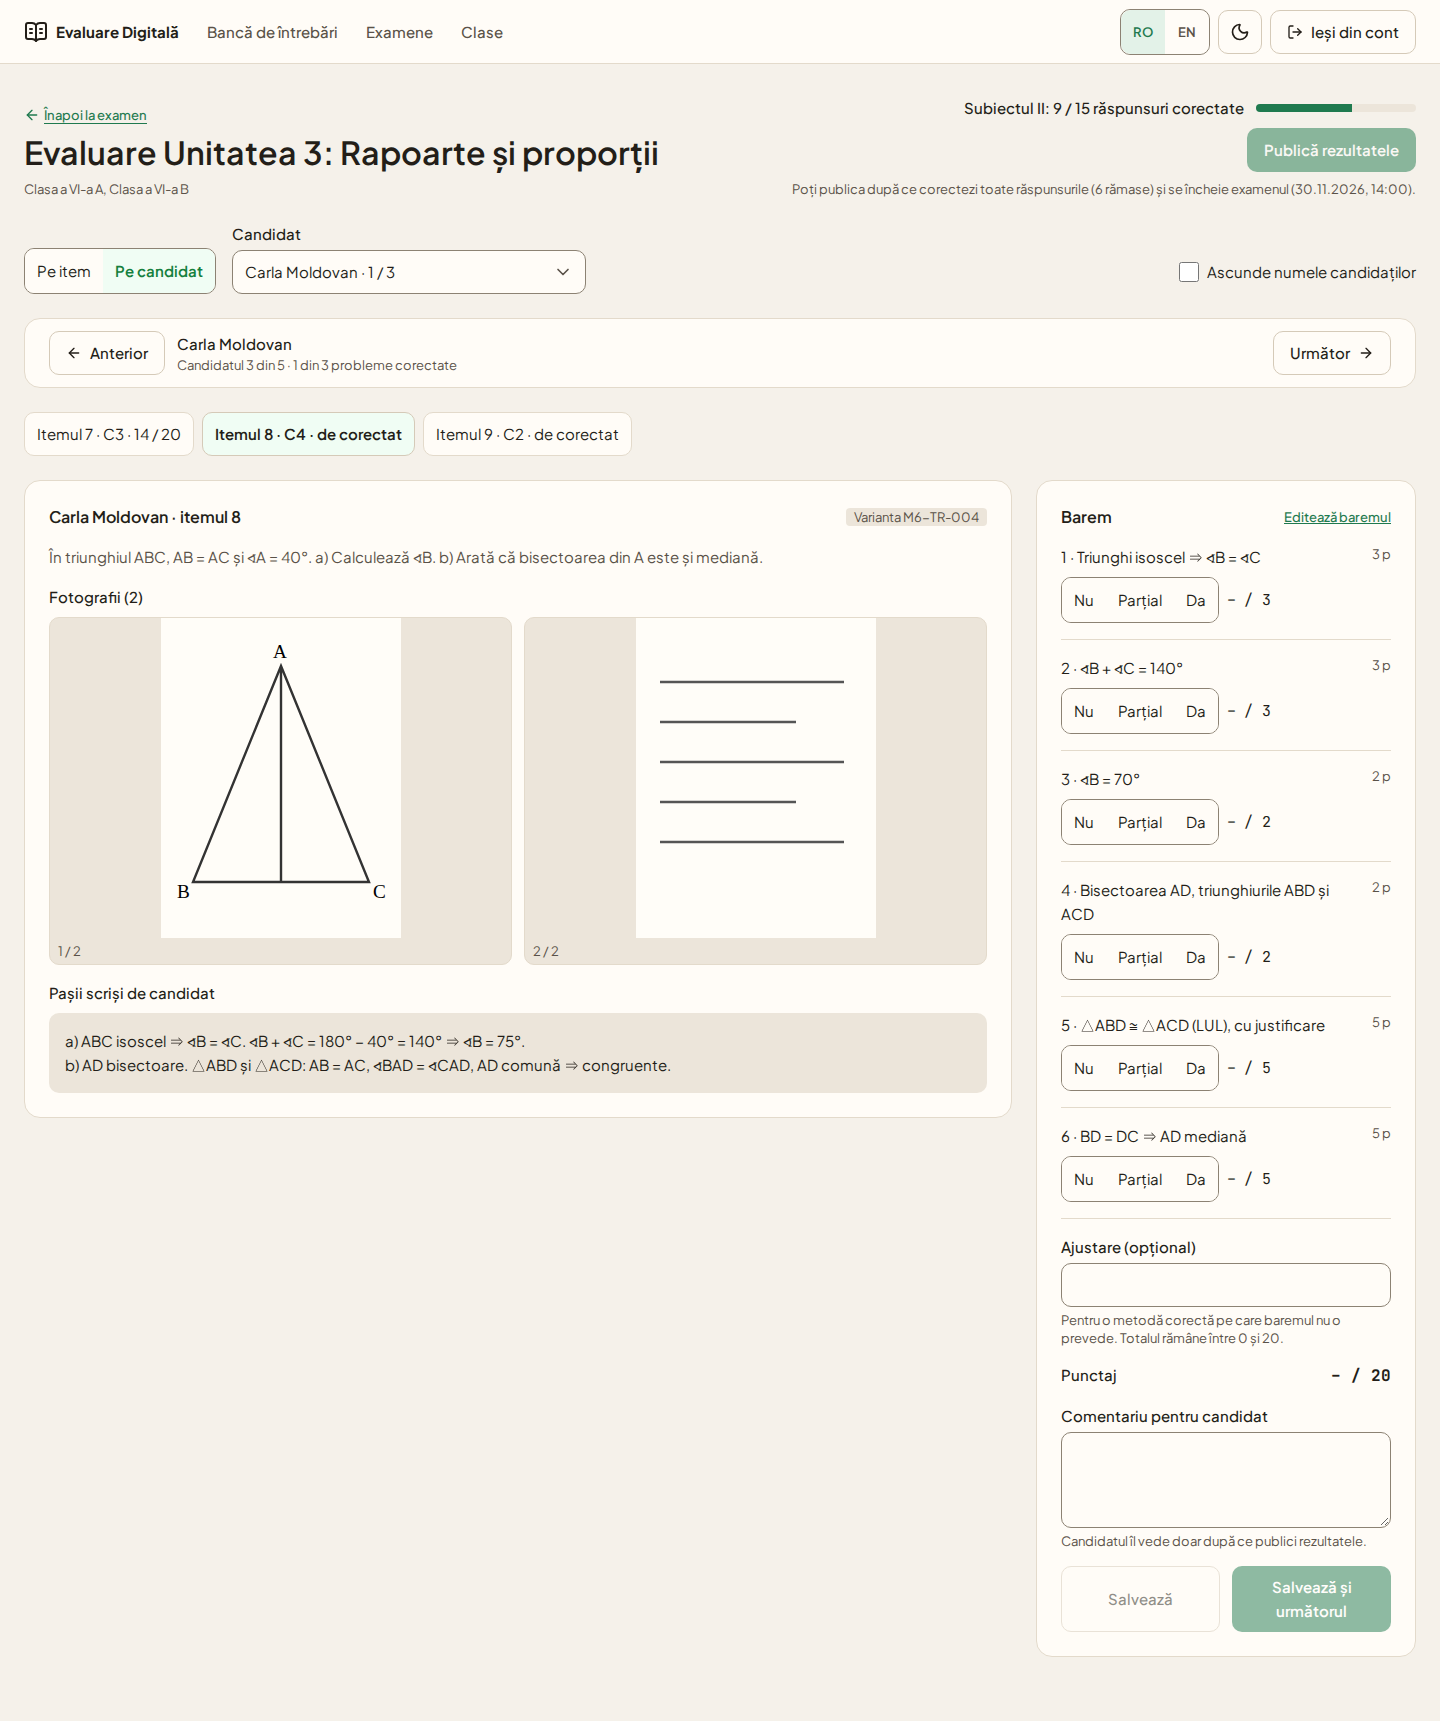 Evaluare Digitală
Bancă de întrebări
Examene
Clase
RO
EN
Ieși din cont
Înapoi la examen
Subiectul II: 9 / 15 răspunsuri corectate
Evaluare Unitatea 3: Rapoarte și proporții
Publică rezultatele
Clasa a VI-a A, Clasa a VI-a B
Poți publica după ce corectezi toate răspunsurile (6 rămase) și se încheie examenul (30.11.2026, 14:00).
Pe item
Pe candidat
Candidat
Carla Moldovan · 1 / 3
Ascunde numele candidaților
Anterior
Carla Moldovan
Candidatul 3 din 5 · 1 din 3 probleme corectate
Următor
Itemul 7 · C3 · 14 / 20
Itemul 8 · C4 · de corectat
Itemul 9 · C2 · de corectat
Carla Moldovan · itemul 8
Varianta M6-TR-004
În triunghiul ABC, AB = AC și ∢A = 40°. a) Calculează ∢B. b) Arată că bisectoarea din A este și mediană.
Fotografii (2)
A
B
C
1 / 2
2 / 2
Pașii scriși de candidat
a) ABC isoscel ⇒ ∢B = ∢C. ∢B + ∢C = 180° − 40° = 140° ⇒ ∢B = 75°.
b) AD bisectoare. △ABD și △ACD: AB = AC, ∢BAD = ∢CAD, AD comună ⇒ congruente.
Barem
Editează baremul
1 · Triunghi isoscel ⇒ ∢B = ∢C
3 p
Nu Parțial Da – / 3
2 · ∢B + ∢C = 140°
3 p
Nu Parțial Da – / 3
3 · ∢B = 70°
2 p
Nu Parțial Da – / 2
4 · Bisectoarea AD, triunghiurile ABD și
ACD
2 p
Nu Parțial Da – / 2
5 · △ABD ≅ △ACD (LUL), cu justificare
5 p
Nu Parțial Da – / 5
6 · BD = DC ⇒ AD mediană
5 p
Nu Parțial Da – / 5
Ajustare (opțional)
Pentru o metodă corectă pe care baremul nu o
prevede. Totalul rămâne între 0 și 20.
Punctaj
– / 20
Comentariu pentru candidat
Candidatul îl vede doar după ce publici rezultatele.
Salvează
Salvează și
următorul